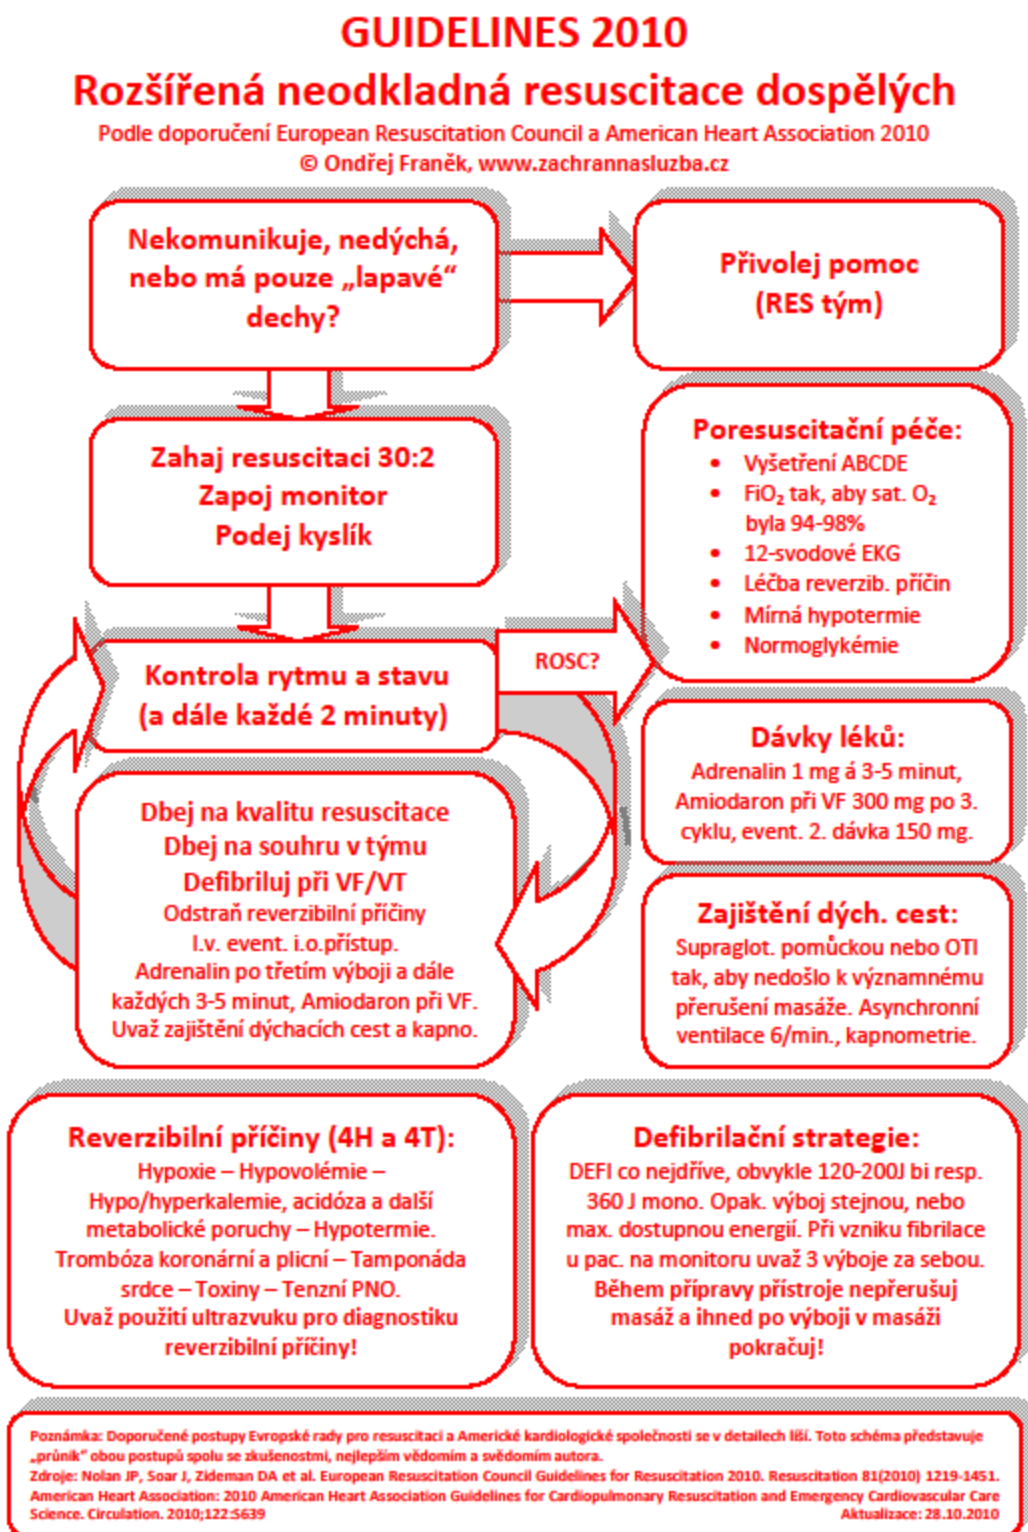 GUIDELINES 2010
Rozšířená neodkladná resuscitace dospělých
Podle doporučení European Resuscitation Council a American Heart Association 2010
© Ondřej Franěk, www.zachrannasluzba.cz
Nekomunikuje, nedýchá,
nebo má pouze „lapavé“
dechy?
Přivolej pomoc
(RES tým)
Zahaj resuscitaci 30:2
Zapoj monitor
Podej kyslík
Poresuscitační péče:
• Vyšetření ABCDE
• FiO₂ tak, aby sat. O₂
byla 94-98%
• 12-svodové EKG
• Léčba reverzib. příčin
• Mírná hypotermie
• Normoglykémie
Kontrola rytmu a stavu
(a dále každé 2 minuty)
ROSC?
Dávky léků:
Adrenalin 1 mg á 3-5 minut,
Amiodaron při VF 300 mg po 3.
cyklu, event. 2. dávka 150 mg.
Dbej na kvalitu resuscitace
Dbej na souhru v týmu
Defibriluj při VF/VT
Odstraň reverzibilní příčiny
I.v. event. i.o.přístup.
Adrenalin po třetím výboji a dále
každých 3-5 minut, Amiodaron při VF.
Uvaž zajištění dýchacích cest a kapno.
Zajištění dých. cest:
Supraglot. pomůckou nebo OTI
tak, aby nedošlo k významnému
přerušení masáže. Asynchronní
ventilace 6/min., kapnometrie.
Reverzibilní příčiny (4H a 4T):
Hypoxie – Hypovolémie –
Hypo/hyperkalemie, acidóza a další
metabolické poruchy – Hypotermie.
Trombóza koronární a plicní – Tamponáda
srdce – Toxiny – Tenzní PNO.
Uvaž použití ultrazvuku pro diagnostiku
reverzibilní příčiny!
Defibrilační strategie:
DEFI co nejdříve, obvykle 120-200J bi resp.
360 J mono. Opak. výboj stejnou, nebo
max. dostupnou energií. Při vzniku fibrilace
u pac. na monitoru uvaž 3 výboje za sebou.
Během přípravy přístroje nepřerušuj
masáž a ihned po výboji v masáži
pokračuj!
Poznámka: Doporučené postupy Evropské rady pro resuscitaci a Americké kardiologické společnosti se v detailech liší. Toto schéma představuje
„průnik“ obou postupů spolu se zkušenostmi, nejlepším vědomím a svědomím autora.
Zdroje: Nolan JP, Soar J, Zideman DA et al. European Resuscitation Council Guidelines for Resuscitation 2010. Resuscitation 81(2010) 1219-1451.
American Heart Association: 2010 American Heart Association Guidelines for Cardiopulmonary Resuscitation and Emergency Cardiovascular Care
Science. Circulation. 2010;122:S639 Aktualizace: 28.10.2010